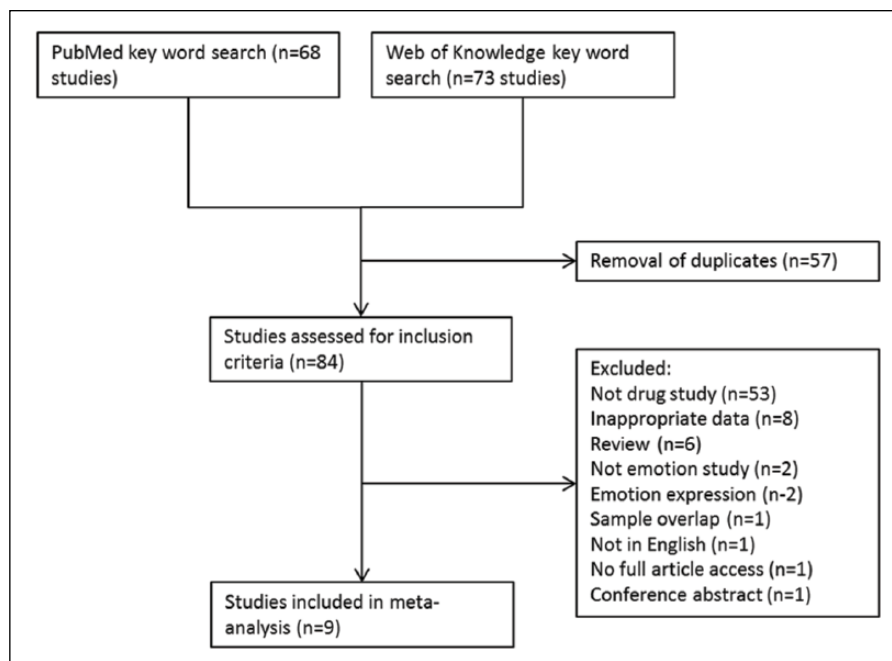 PubMed key word search (n=68
studies)
Web of Knowledge key word
search (n=73 studies)
Removal of duplicates (n=57)
Studies assessed for inclusion
criteria (n=84)
Excluded:
Not drug study (n=53)
Inappropriate data (n=8)
Review (n=6)
Not emotion study (n=2)
Emotion expression (n-2)
Sample overlap (n=1)
Not in English (n=1)
No full article access (n=1)
Conference abstract (n=1)
Studies included in meta-
analysis (n=9)